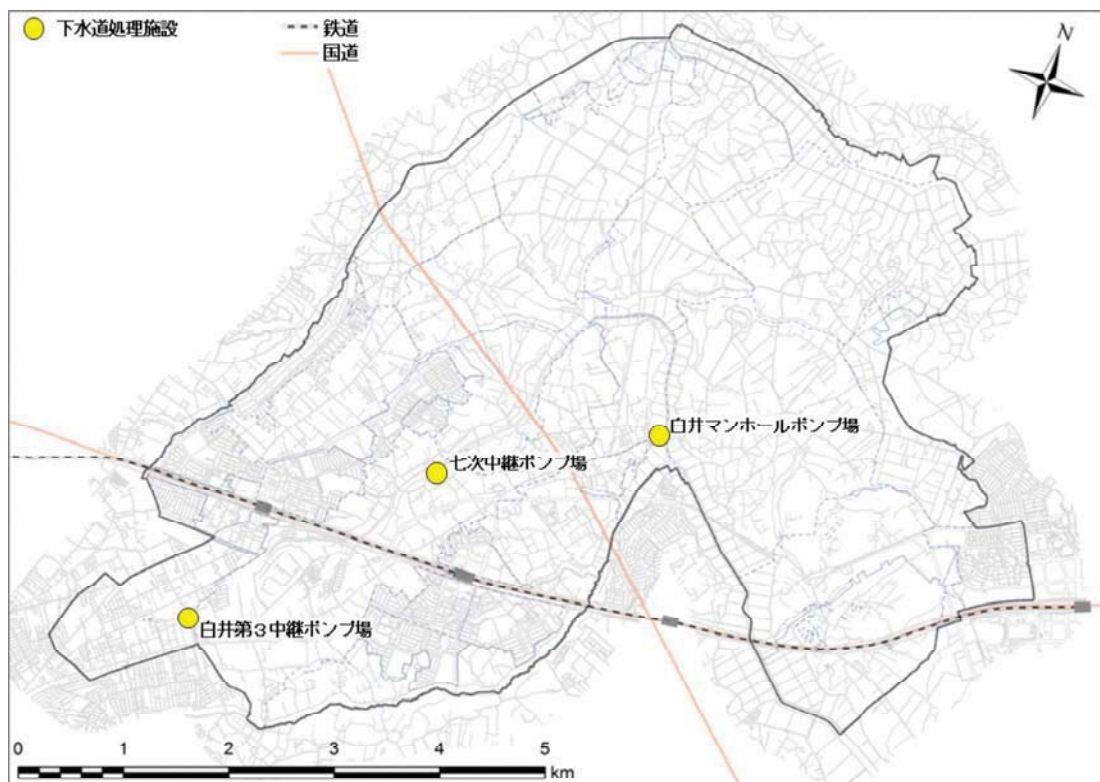 下水道処理施設
鉄道
国道
N
白井マンホールポンプ場
七次中継ポンプ場
白井第3中継ポンプ場
0 1 2 3 4 5
km